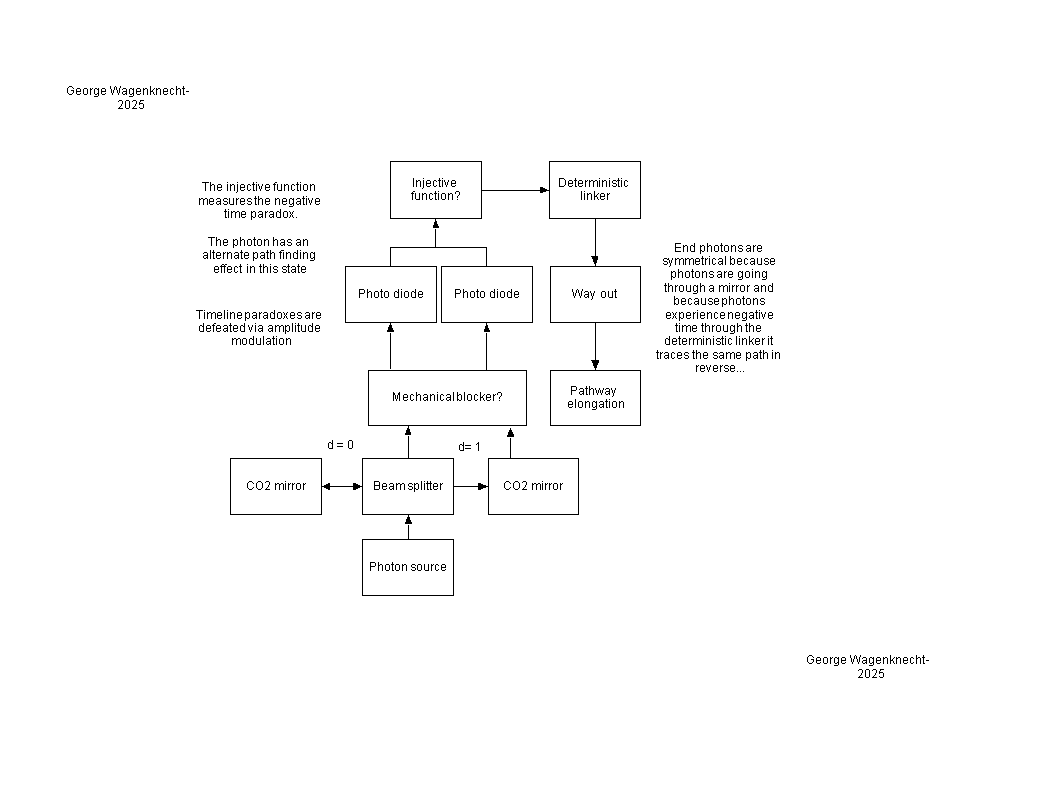 George Wagenknecht-
2025
The injective function
measures the negative
time paradox.
The photon has an
alternate path finding
effect in this state
Timeline paradoxes are
defeated via amplitude
modulation
Injective
function?
Deterministic
linker
Photo diode
Photo diode
Way out
End photons are
symmetrical because
photons are going
through a mirror and
because photons
experience negative
time through the
deterministic linker it
traces the same path in
reverse...
Mechanical blocker?
Pathway
elongation
d = 0
d= 1
CO2 mirror
Beam splitter
CO2 mirror
Photon source
George Wagenknecht-
2025